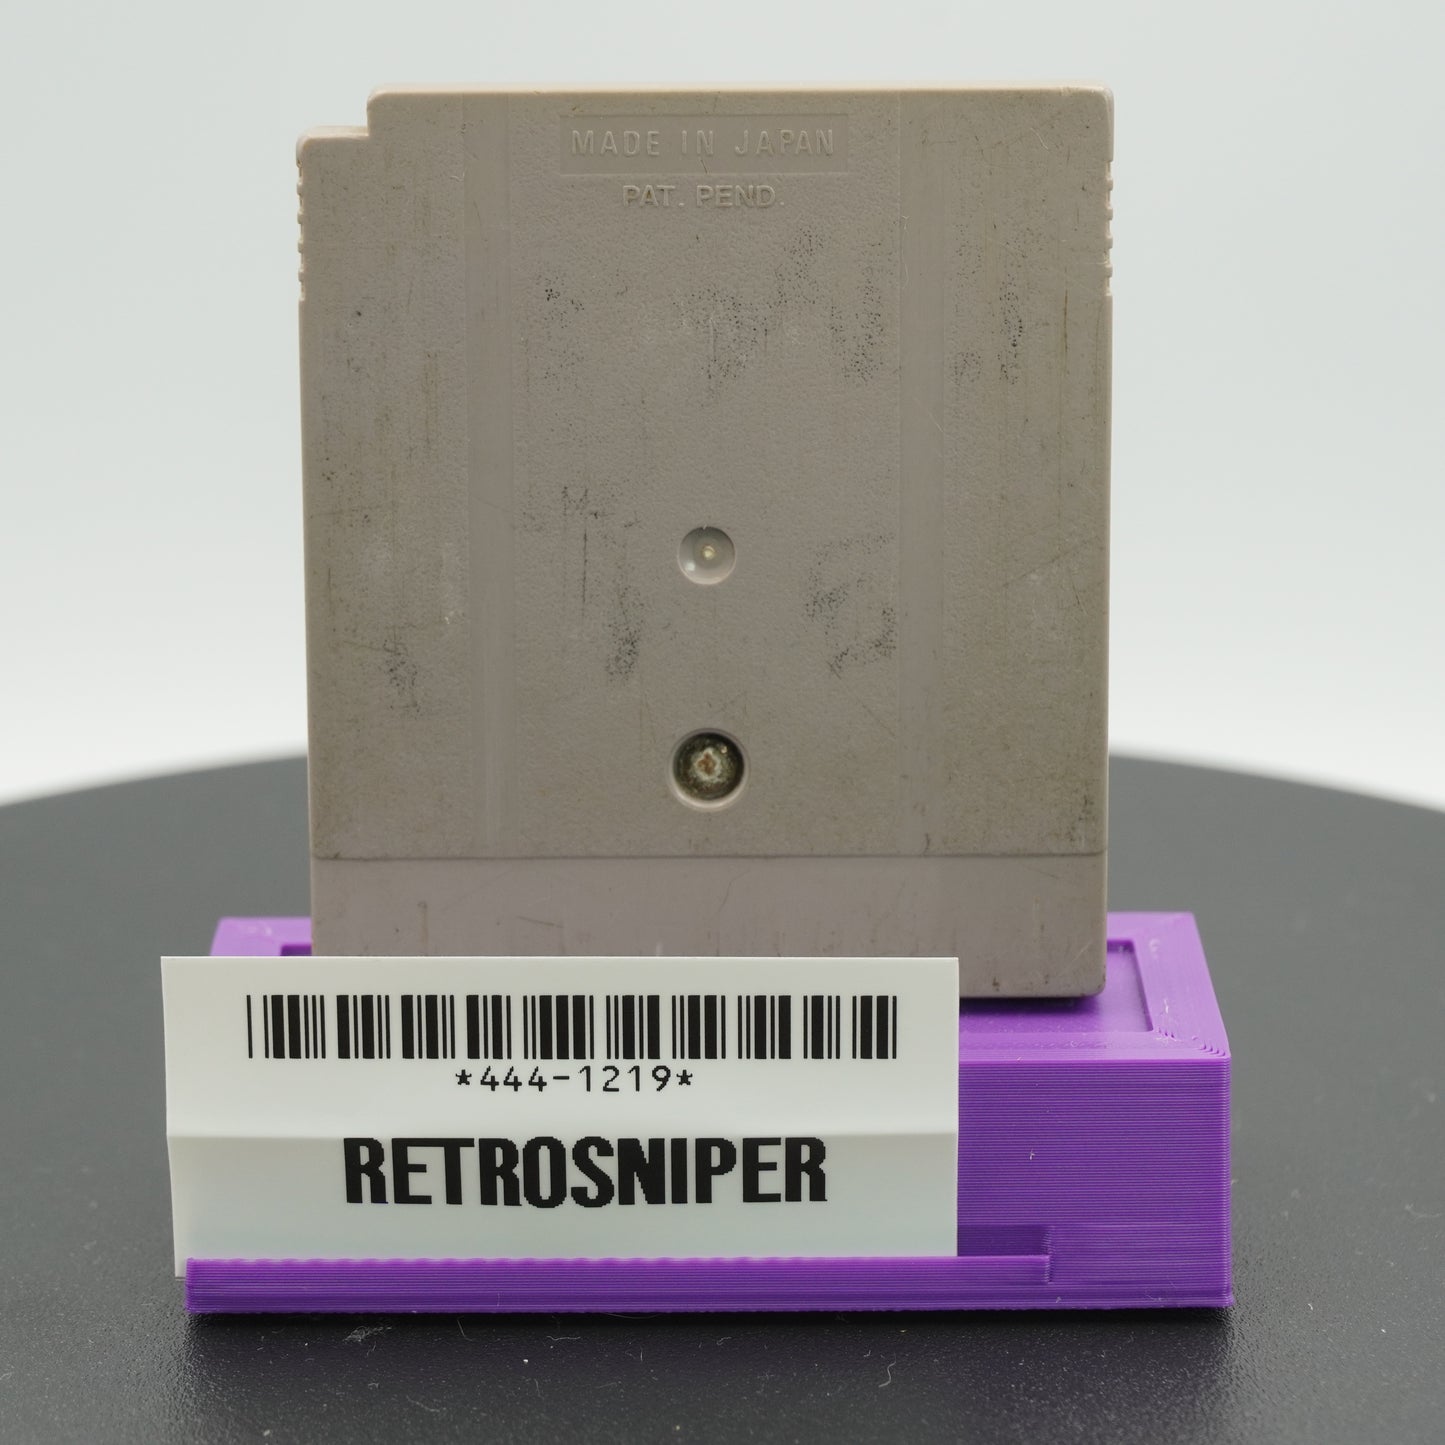 MADE IN JAPAN
PAT. PEND.
*444-1219*
RETROSNIPER